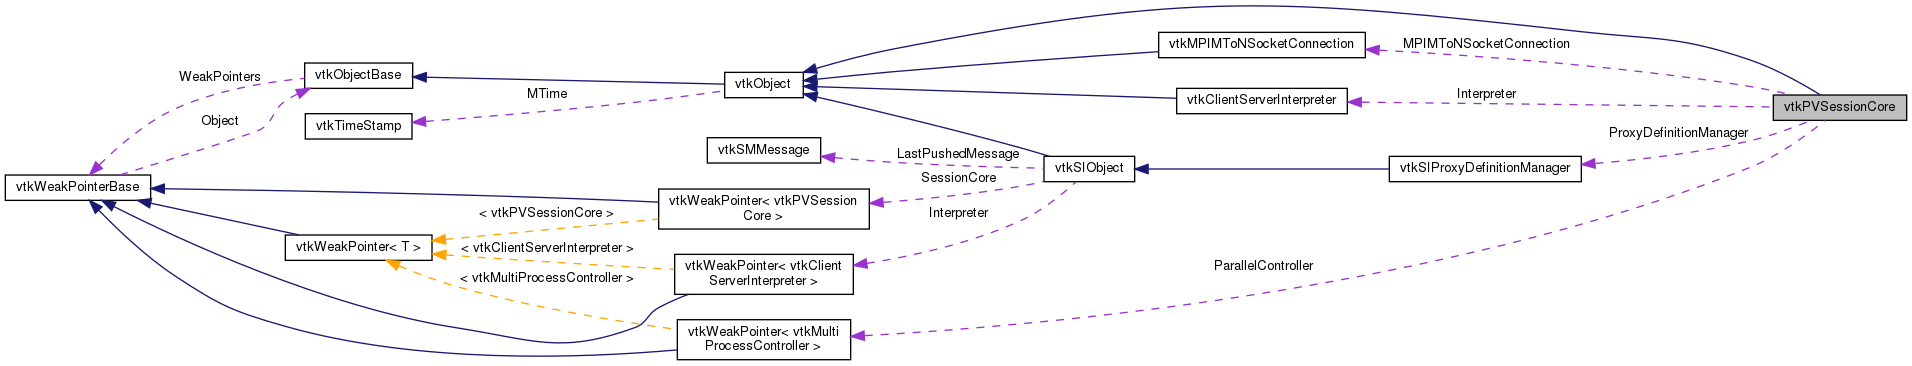 vtkMPIMToNSocketConnection
MPIMToNSocketConnection
WeakPointers
vtkObjectBase
vtkObject
MTime
vtkClientServerInterpreter
Interpreter
vtkPVSessionCore
Object
vtkTimeStamp
ProxyDefinitionManager
vtkSMMessage
LastPushedMessage
vtkSIObject
vtkSIProxyDefinitionManager
SessionCore
vtkWeakPointerBase
vtkWeakPointer< vtkPVSession
Core >
< vtkPVSessionCore >
Interpreter
vtkWeakPointer< T >
< vtkClientServerInterpreter >
vtkWeakPointer< vtkClient
ServerInterpreter >
ParallelController
< vtkMultiProcessController >
vtkWeakPointer< vtkMulti
ProcessController >